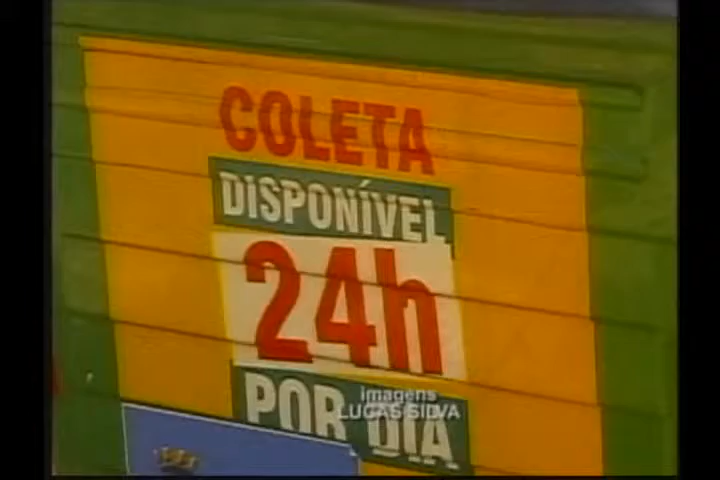 COLETA
DISPONÍVEL
24h
POR DIA
Imagens
LUCAS SILVA